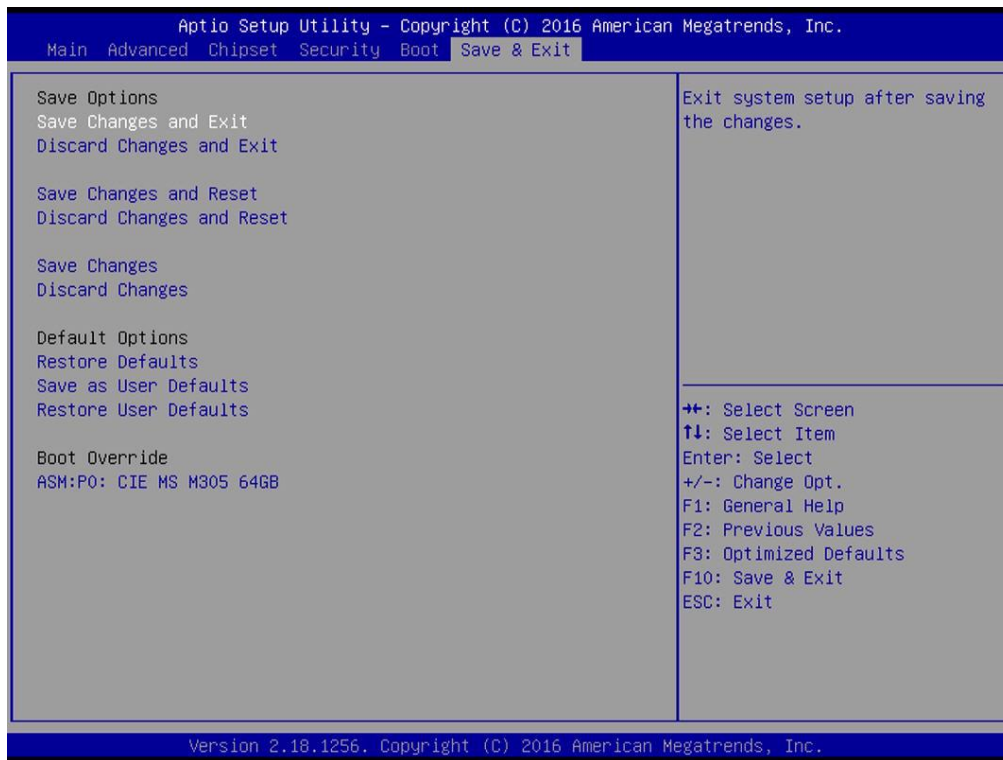 Aptio Setup Utility – Copyright (C) 2016 American Megatrends, Inc.
Main Advanced Chipset Security Boot Save & Exit
Save Options
Save Changes and Exit
Discard Changes and Exit
Save Changes and Reset
Discard Changes and Reset
Save Changes
Discard Changes
Default Options
Restore Defaults
Save as User Defaults
Restore User Defaults
Boot Override
ASM:P0: CIE MS M305 64GB
Exit system setup after saving
the changes.
→←: Select Screen
↑↓: Select Item
Enter: Select
+/-: Change Opt.
F1: General Help
F2: Previous Values
F3: Optimized Defaults
F10: Save & Exit
ESC: Exit
Version 2.18.1256. Copyright (C) 2016 American Megatrends, Inc.